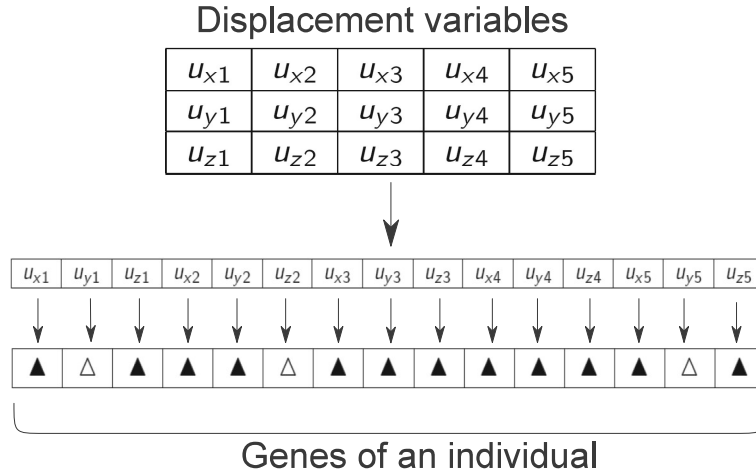 Displacement variables
u_x1 u_x2 u_x3 u_x4 u_x5
u_y1 u_y2 u_y3 u_y4 u_y5
u_z1 u_z2 u_z3 u_z4 u_z5
u_x1 u_y1 u_z1 u_x2 u_y2 u_z2 u_x3 u_y3 u_z3 u_x4 u_y4 u_z4 u_x5 u_y5 u_z5
Genes of an individual